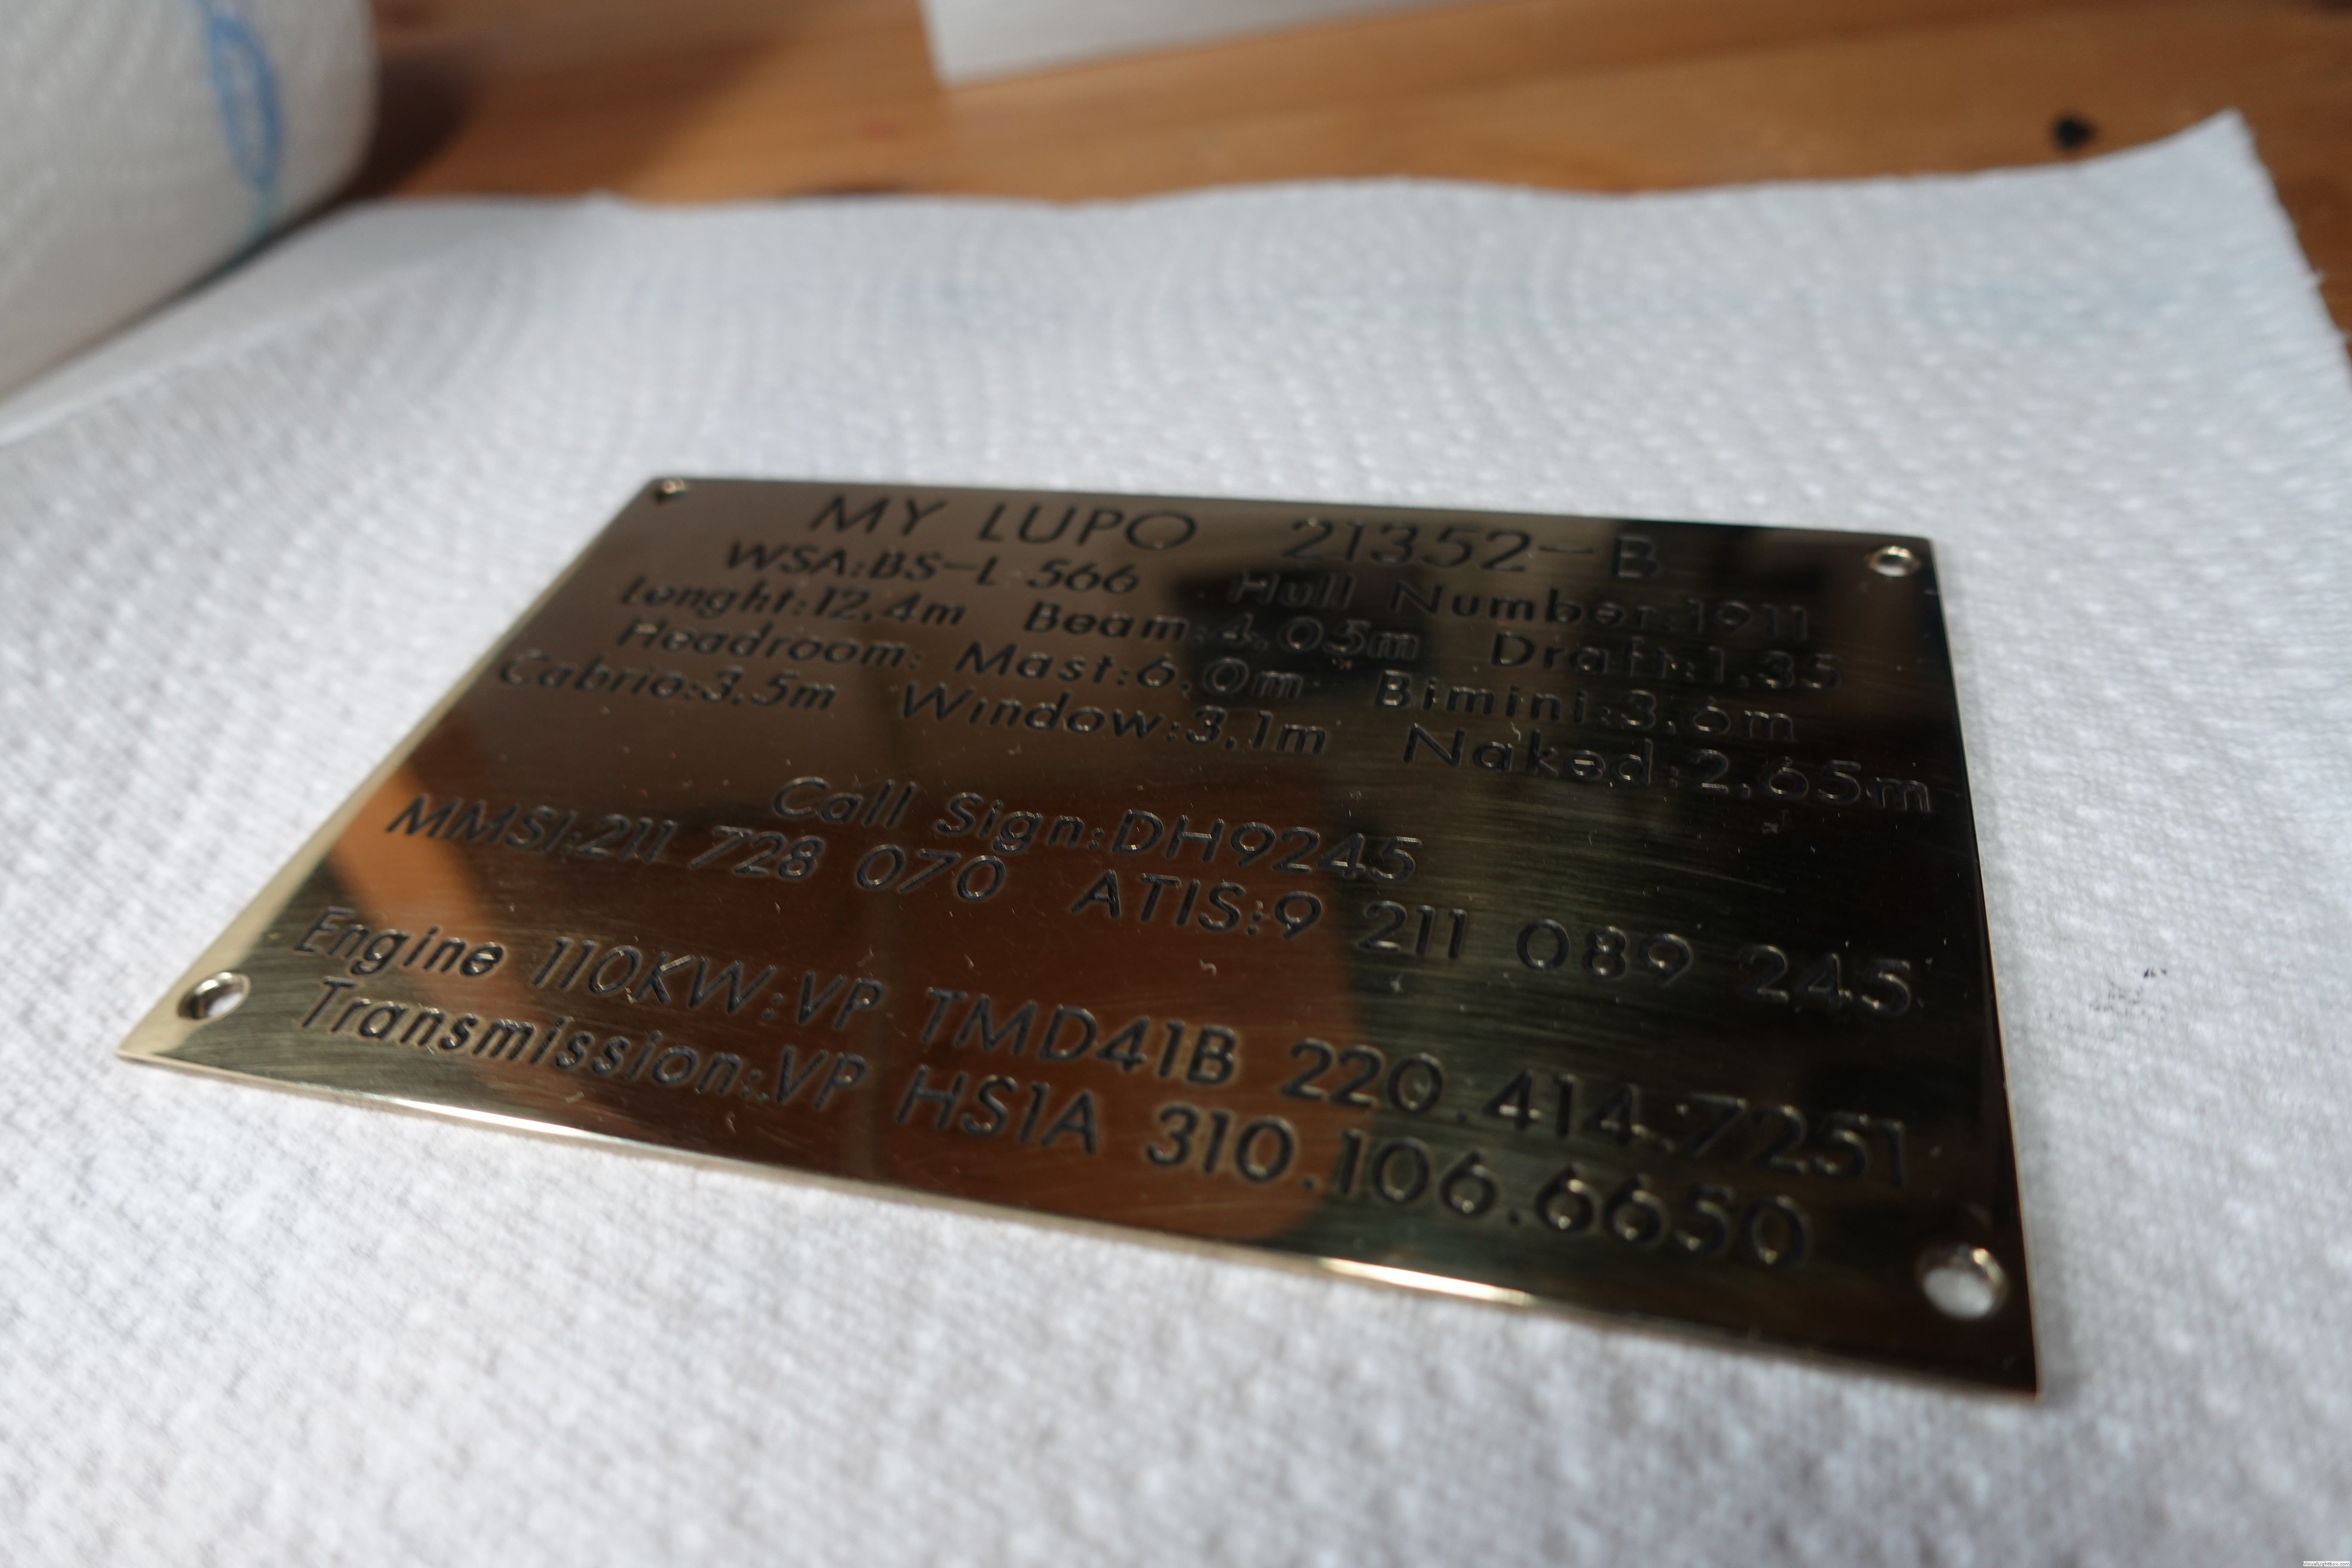 MY LUPO 21352-B
WSA:BS-L 566 Hull Number:1911
Lenght:12.4m Beam:4.05m Draft:1.35
Headroom: Mast:6.0m Bimini:3.6m
Cabrio:3.5m Window:3.1m Naked:2.65m
Call Sign:DH9245
MMSI:211 728 070 ATIS:9 211 089 245
Engine 110KW:VP TMD41B 220.414.7251
Transmission:VP HS1A 310.106.6650